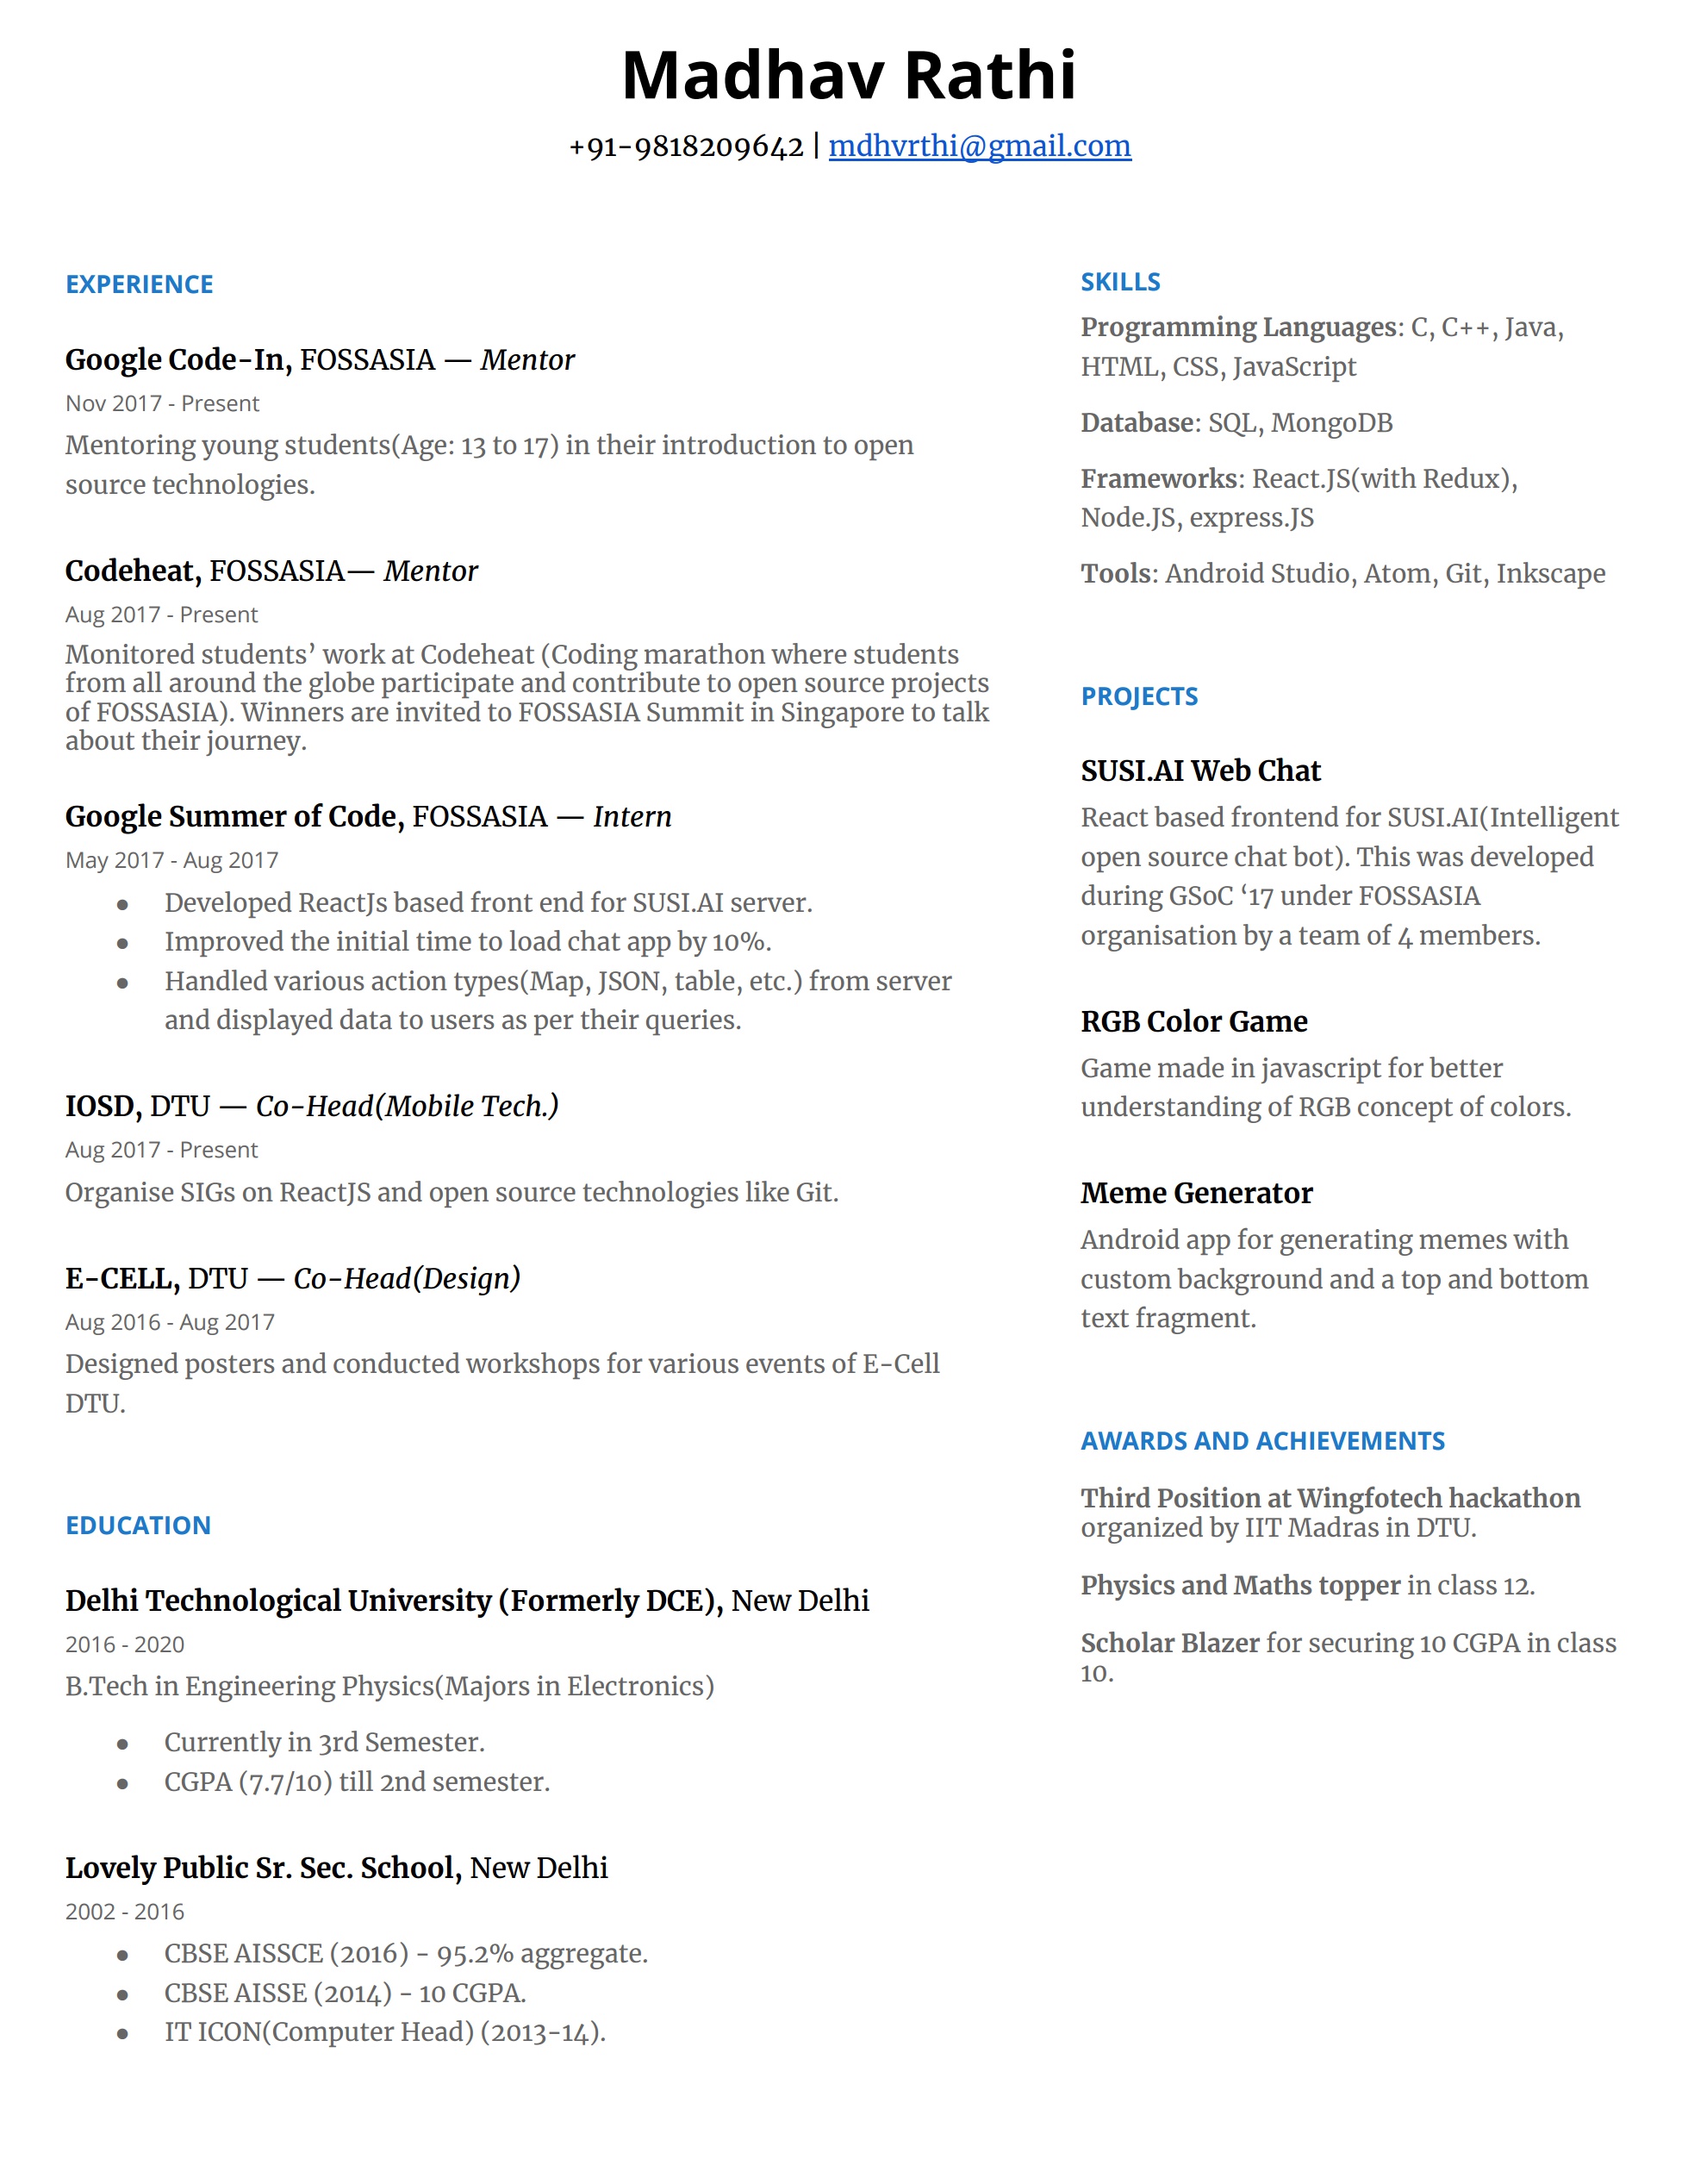 Madhav Rathi
+91-9818209642 | mdhvrthi@gmail.com
EXPERIENCE
Google Code-In, FOSSASIA — Mentor
Nov 2017 - Present
Mentoring young students(Age: 13 to 17) in their introduction to open
source technologies.
Codeheat, FOSSASIA— Mentor
Aug 2017 - Present
Monitored students’ work at Codeheat (Coding marathon where students
from all around the globe participate and contribute to open source projects
of FOSSASIA). Winners are invited to FOSSASIA Summit in Singapore to talk
about their journey.
Google Summer of Code, FOSSASIA — Intern
May 2017 - Aug 2017
● Developed ReactJs based front end for SUSI.AI server.
● Improved the initial time to load chat app by 10%.
● Handled various action types(Map, JSON, table, etc.) from server
and displayed data to users as per their queries.
IOSD, DTU — Co-Head(Mobile Tech.)
Aug 2017 - Present
Organise SIGs on ReactJS and open source technologies like Git.
E-CELL, DTU — Co-Head(Design)
Aug 2016 - Aug 2017
Designed posters and conducted workshops for various events of E-Cell
DTU.
EDUCATION
Delhi Technological University (Formerly DCE), New Delhi
2016 - 2020
B.Tech in Engineering Physics(Majors in Electronics)
● Currently in 3rd Semester.
● CGPA (7.7/10) till 2nd semester.
Lovely Public Sr. Sec. School, New Delhi
2002 - 2016
● CBSE AISSCE (2016) - 95.2% aggregate.
● CBSE AISSE (2014) - 10 CGPA.
● IT ICON(Computer Head) (2013-14).
SKILLS
Programming Languages: C, C++, Java,
HTML, CSS, JavaScript
Database: SQL, MongoDB
Frameworks: React.JS(with Redux),
Node.JS, express.JS
Tools: Android Studio, Atom, Git, Inkscape
PROJECTS
SUSI.AI Web Chat
React based frontend for SUSI.AI(Intelligent
open source chat bot). This was developed
during GSoC ‘17 under FOSSASIA
organisation by a team of 4 members.
RGB Color Game
Game made in javascript for better
understanding of RGB concept of colors.
Meme Generator
Android app for generating memes with
custom background and a top and bottom
text fragment.
AWARDS AND ACHIEVEMENTS
Third Position at Wingfotech hackathon
organized by IIT Madras in DTU.
Physics and Maths topper in class 12.
Scholar Blazer for securing 10 CGPA in class
10.